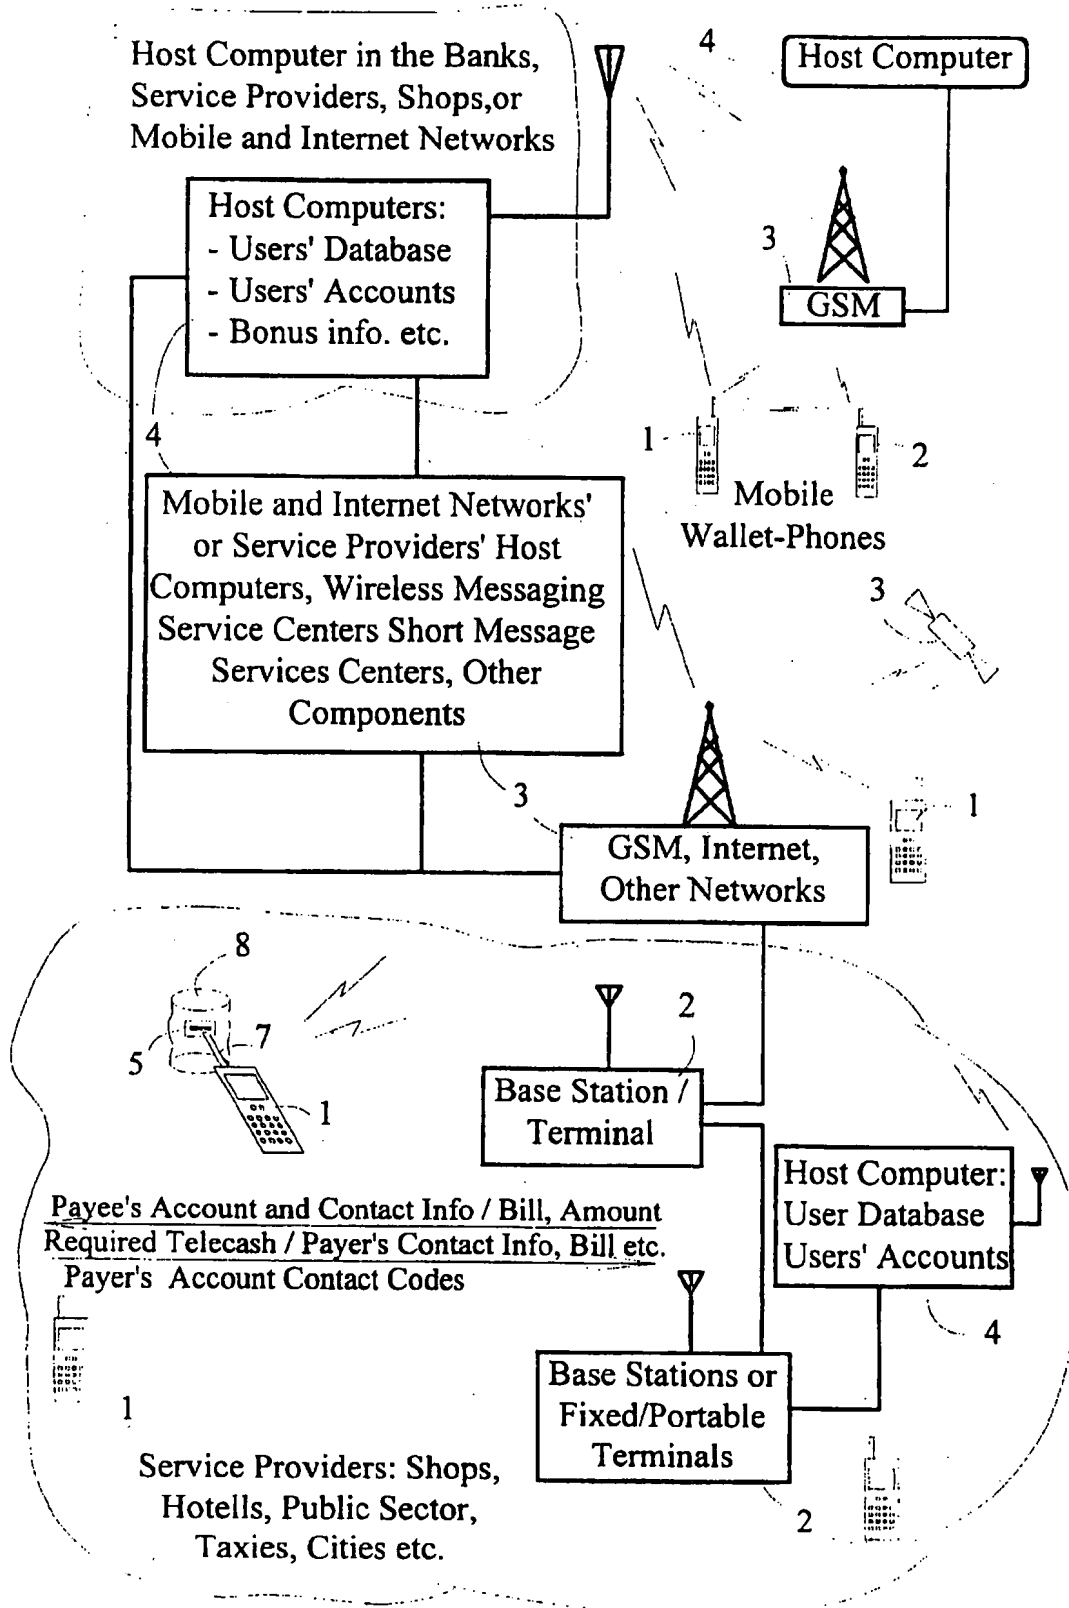 Host Computer in the Banks,
Service Providers, Shops,or
Mobile and Internet Networks
4
Host Computer
Host Computers:
- Users' Database
- Users' Accounts
- Bonus info. etc.
3
GSM
4
1
2
Mobile
Wallet-Phones
Mobile and Internet Networks'
or Service Providers' Host
Computers, Wireless Messaging
Service Centers Short Message
Services Centers, Other
Components
3
3
1
GSM, Internet,
Other Networks
8
5
7
1
2
Base Station /
Terminal
Host Computer:
User Database
Users' Accounts
4
Payee's Account and Contact Info / Bill, Amount
Required Telecash / Payer's Contact Info, Bill etc.
Payer's Account Contact Codes
1
Base Stations or
Fixed/Portable
Terminals
2
Service Providers: Shops,
Hotells, Public Sector,
Taxies, Cities etc.